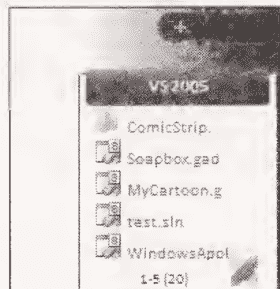 VS2005
ComicStrip.
Soapbox.gad
MyCartoon.g
test.sln
WindowsApol
1-5 (20)